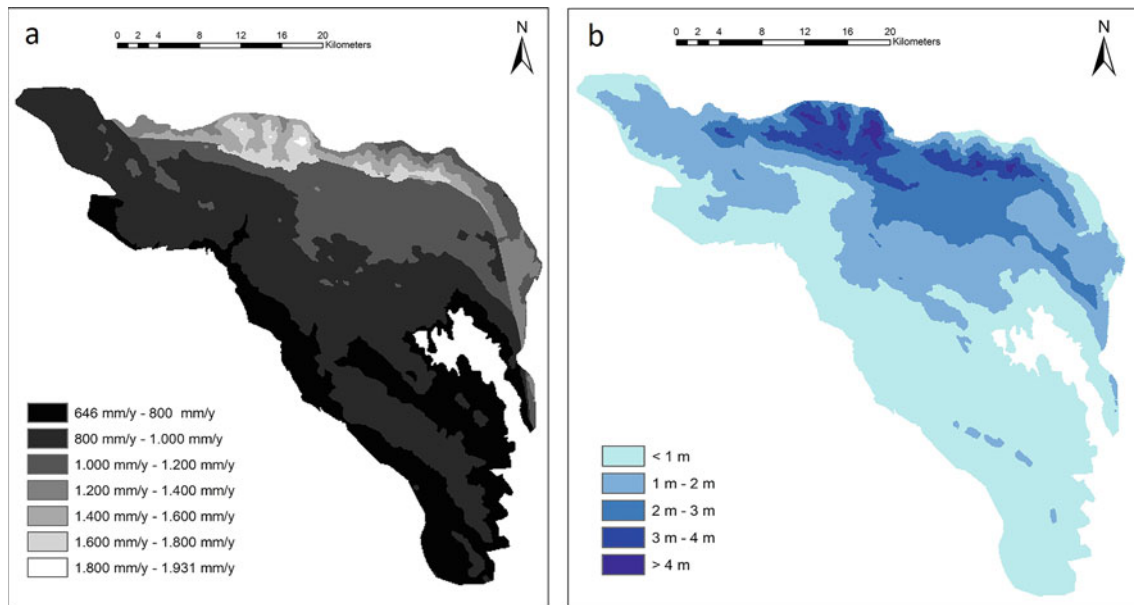 a
N
0 2 4 8 12 16 20
Kilometers
646 mm/y - 800 mm/y
800 mm/y - 1.000 mm/y
1.000 mm/y - 1.200 mm/y
1.200 mm/y - 1.400 mm/y
1.400 mm/y - 1.600 mm/y
1.600 mm/y - 1.800 mm/y
1.800 mm/y - 1.931 mm/y
b
N
0 2 4 8 12 16 20
Kilometers
< 1 m
1 m - 2 m
2 m - 3 m
3 m - 4 m
> 4 m